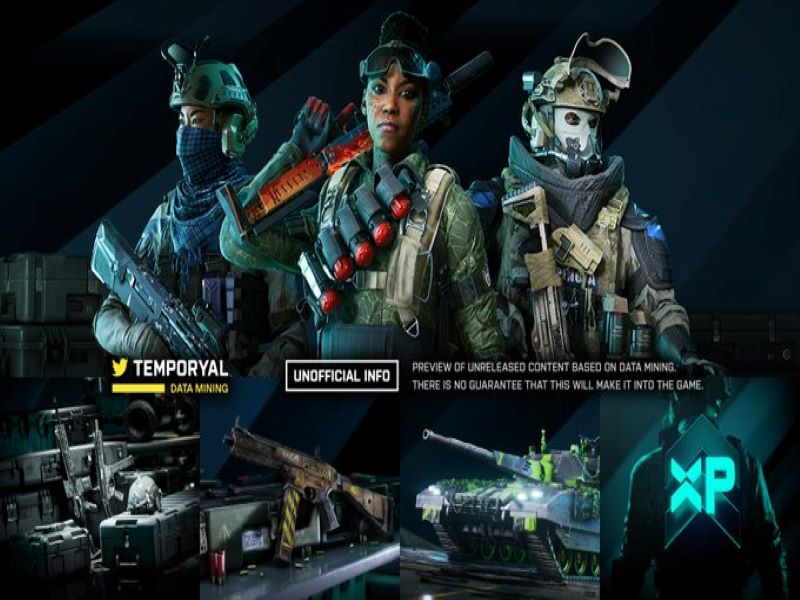 TEMPORYAL
DATA MINING
UNOFFICIAL INFO
PREVIEW OF UNRELEASED CONTENT BASED ON DATA MINING.
THERE IS NO GUARANTEE THAT THIS WILL MAKE IT INTO THE GAME.
XP